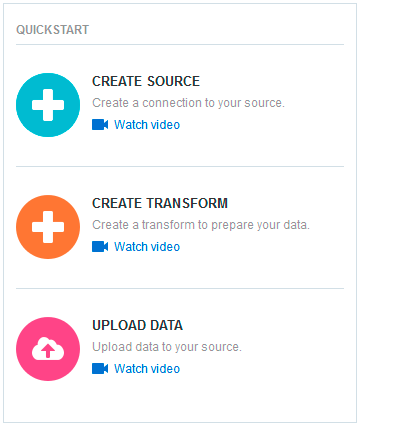 QUICKSTART
CREATE SOURCE
Create a connection to your source.
Watch video
CREATE TRANSFORM
Create a transform to prepare your data.
Watch video
UPLOAD DATA
Upload data to your source.
Watch video